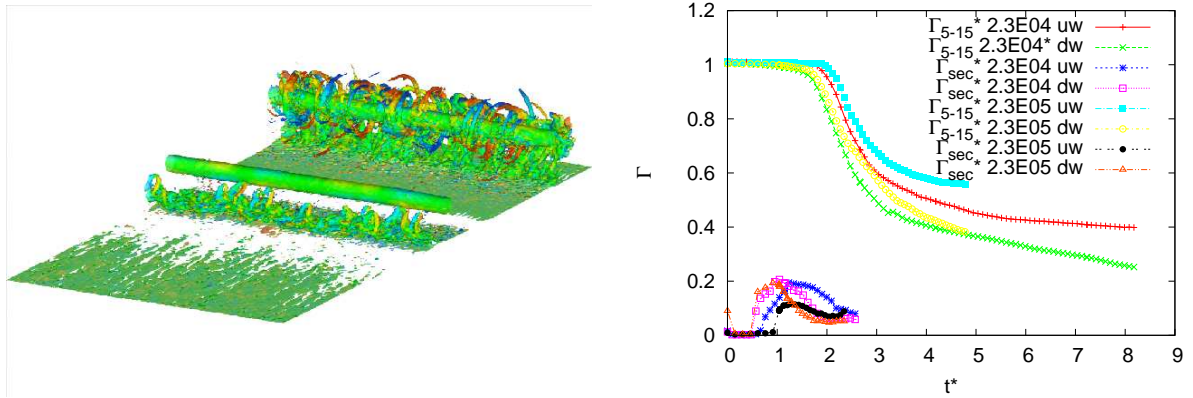 Γ5-15* 2.3E04 uw
Γ5-15 2.3E04* dw
Γsec* 2.3E04 uw
Γsec* 2.3E04 dw
Γ5-15* 2.3E05 uw
Γ5-15* 2.3E05 dw
Γsec* 2.3E05 uw
Γsec* 2.3E05 dw
1.2
1
0.8
0.6
0.4
0.2
0
Γ
0 1 2 3 4 5 6 7 8 9
t*